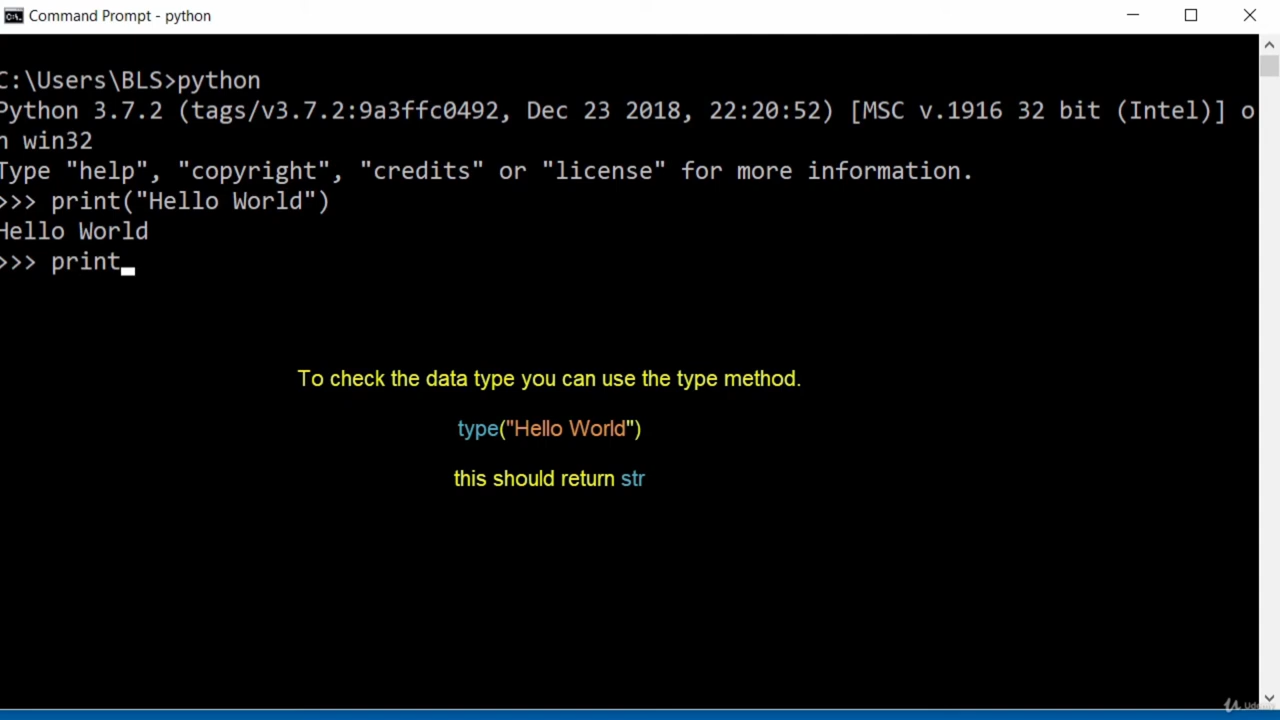 Command Prompt - python
C:\Users\BLS>python
Python 3.7.2 (tags/v3.7.2:9a3ffc0492, Dec 23 2018, 22:20:52) [MSC v.1916 32 bit (Intel)] o
n win32
Type "help", "copyright", "credits" or "license" for more information.
>>> print("Hello World")
Hello World
>>> print
To check the data type you can use the type method.
type("Hello World")
this should return str